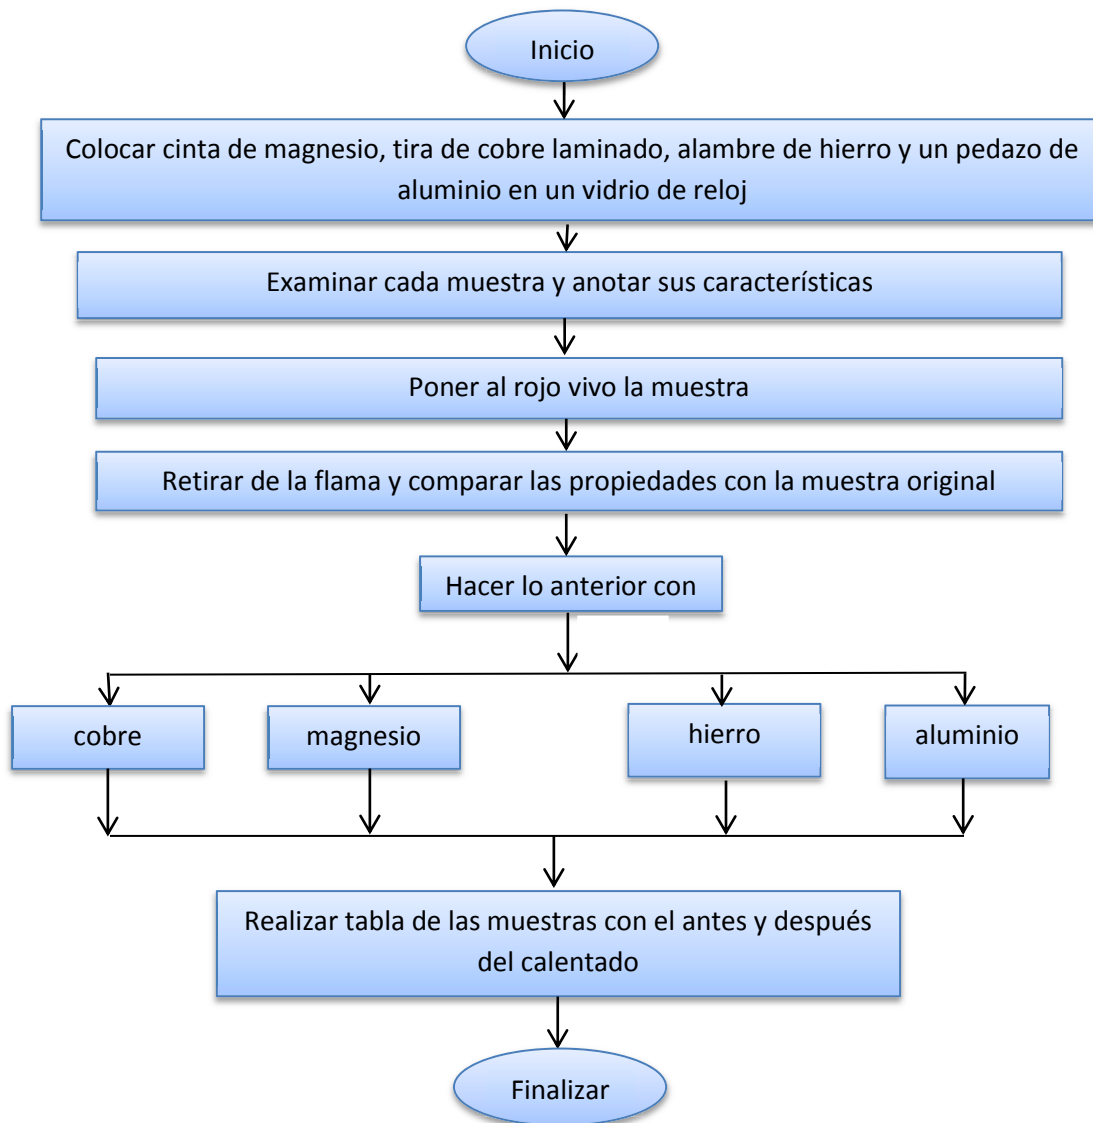 Inicio
Colocar cinta de magnesio, tira de cobre laminado, alambre de hierro y un pedazo de
aluminio en un vidrio de reloj
Examinar cada muestra y anotar sus característícas
Poner al rojo vivo la muestra
Retirar de la flama y comparar las propiedades con la muestra original
Hacer lo anterior con
cobre
magnesio
hierro
aluminio
Realizar tabla de las muestras con el antes y después
del calentado
Finalizar